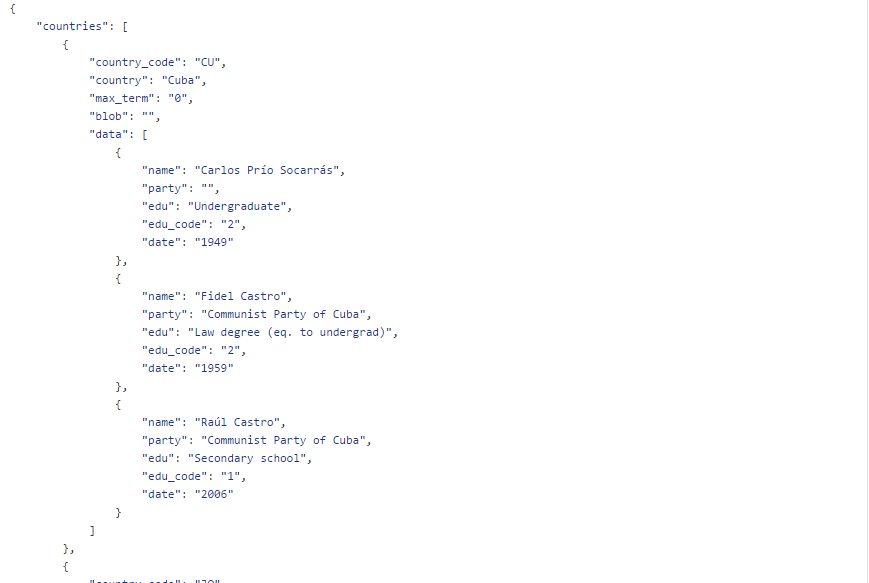 {
"countries": [
{
"country_code": "CU",
"country": "Cuba",
"max_term": "0",
"blob": "",
"data": [
{
"name": "Carlos Prío Socarrás",
"party": "",
"edu": "Undergraduate",
"edu_code": "2",
"date": "1949"
},
{
"name": "Fidel Castro",
"party": "Communist Party of Cuba",
"edu": "Law degree (eq. to undergrad)",
"edu_code": "2",
"date": "1959"
},
{
"name": "Raúl Castro",
"party": "Communist Party of Cuba",
"edu": "Secondary school",
"edu_code": "1",
"date": "2006"
}
]
},
{